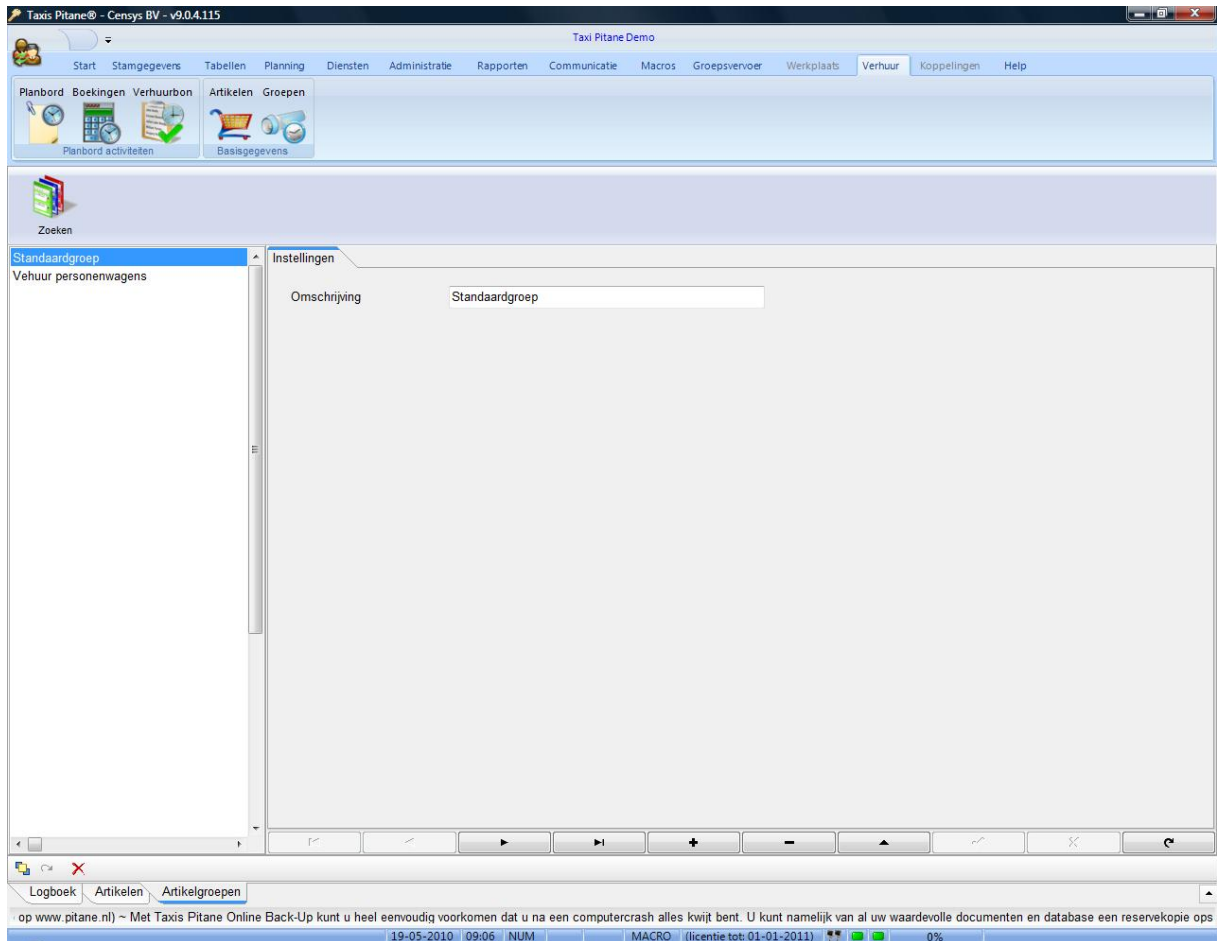 Taxis Pitane® - Censys BV - v9.0.4.115
Taxi Pitane Demo
Start Stamgegevens Tabellen Planning Diensten Administratie Rapporten Communicatie Macros Groepsvervoer Werkplaats Verhuur Koppelingen Help
Planbord Boekingen Verhuurbon Artikelen Groepen
Planbord activiteiten Basisgegevens
Zoeken
Standaardgroep
Vehuur personenwagens
Instellingen
Omschrijving Standaardgroep
Logboek Artikelen Artikelgroepen
op www.pitane.nl) ~ Met Taxis Pitane Online Back-Up kunt u heel eenvoudig voorkomen dat u na een computercrash alles kwijt bent. U kunt namelijk van al uw waardevolle documenten en database een reservekopie ops
19-05-2010 09:06 NUM MACRO (licentie tot: 01-01-2011) 0%